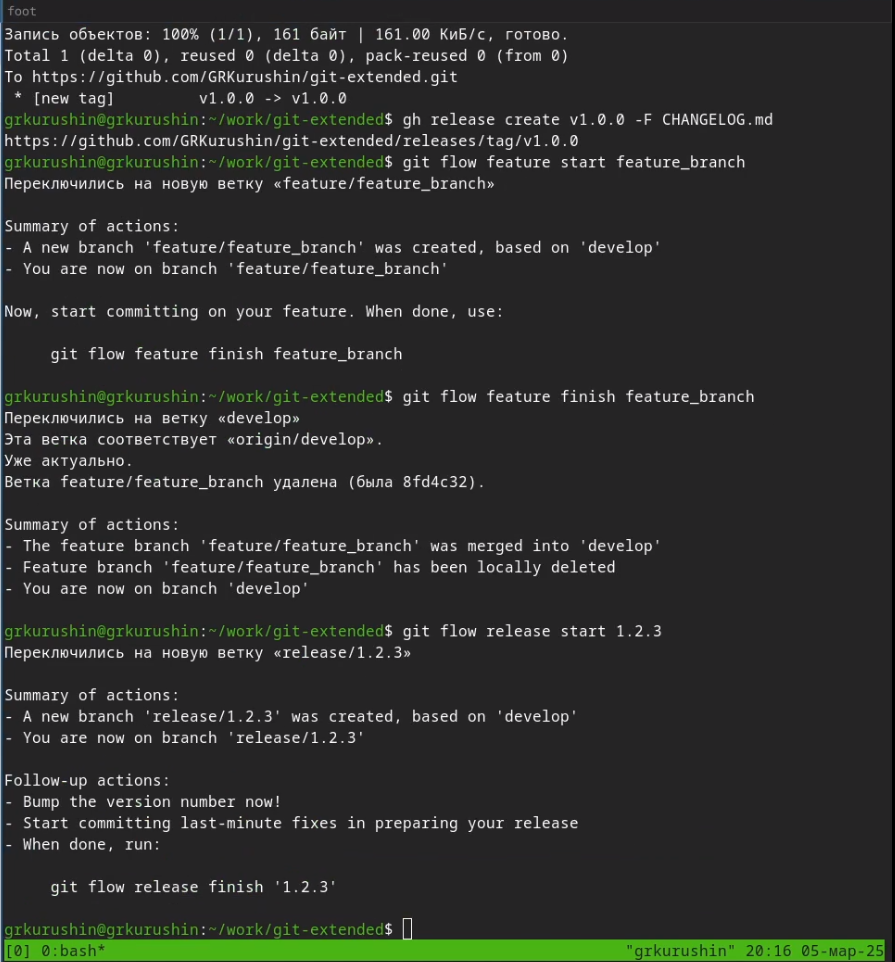 foot
Запись объектов: 100% (1/1), 161 байт | 161.00 КиБ/с, готово.
Total 1 (delta 0), reused 0 (delta 0), pack-reused 0 (from 0)
To https://github.com/GRKurushin/git-extended.git
 * [new tag]         v1.0.0 -> v1.0.0
grkurushin@grkurushin:~/work/git-extended$ gh release create v1.0.0 -F CHANGELOG.md
https://github.com/GRKurushin/git-extended/releases/tag/v1.0.0
grkurushin@grkurushin:~/work/git-extended$ git flow feature start feature_branch
Переключились на новую ветку «feature/feature_branch»

Summary of actions:
- A new branch 'feature/feature_branch' was created, based on 'develop'
- You are now on branch 'feature/feature_branch'

Now, start committing on your feature. When done, use:

     git flow feature finish feature_branch

grkurushin@grkurushin:~/work/git-extended$ git flow feature finish feature_branch
Переключились на ветку «develop»
Эта ветка соответствует «origin/develop».
Уже актуально.
Ветка feature/feature_branch удалена (была 8fd4c32).

Summary of actions:
- The feature branch 'feature/feature_branch' was merged into 'develop'
- Feature branch 'feature/feature_branch' has been locally deleted
- You are now on branch 'develop'

grkurushin@grkurushin:~/work/git-extended$ git flow release start 1.2.3
Переключились на новую ветку «release/1.2.3»

Summary of actions:
- A new branch 'release/1.2.3' was created, based on 'develop'
- You are now on branch 'release/1.2.3'

Follow-up actions:
- Bump the version number now!
- Start committing last-minute fixes in preparing your release
- When done, run:

     git flow release finish '1.2.3'

grkurushin@grkurushin:~/work/git-extended$
[0] 0:bash* "grkurushin" 20:16 05-мар-25